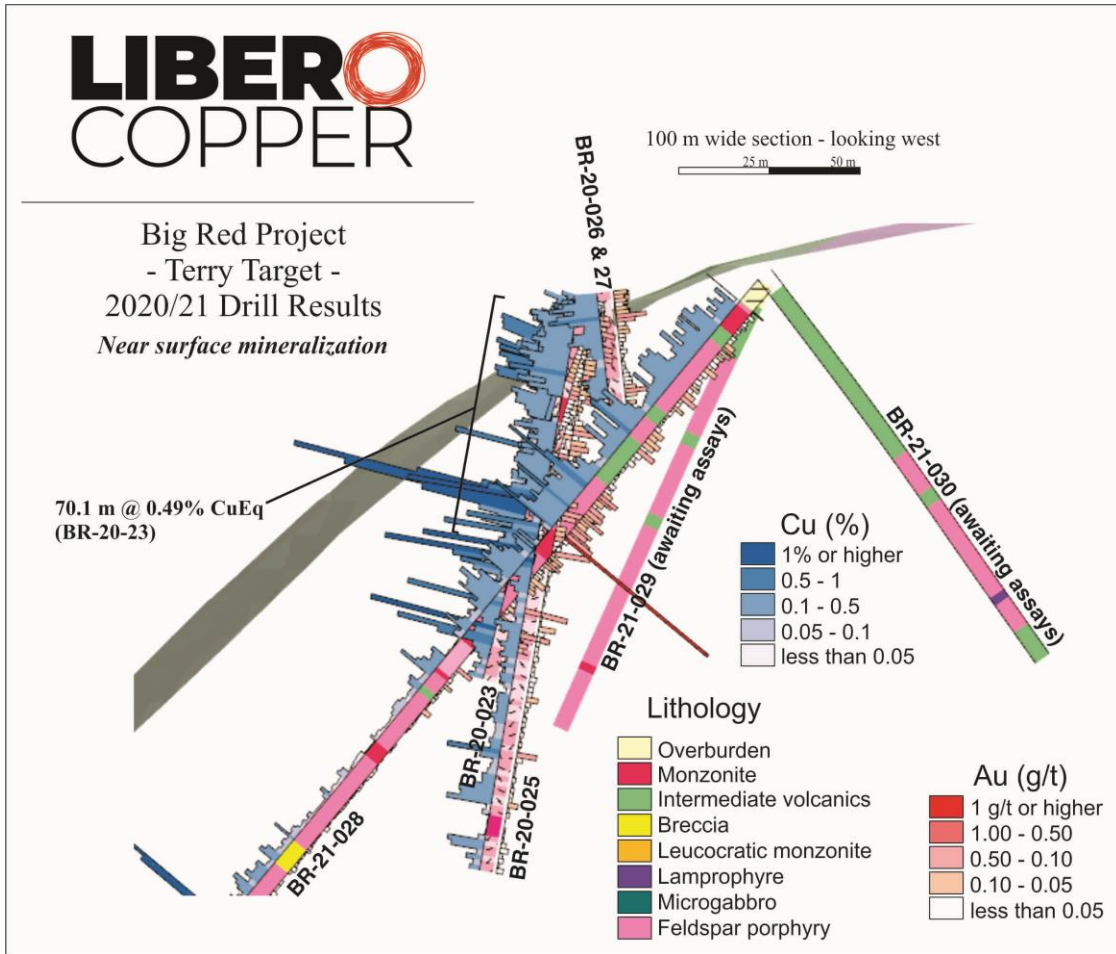 LIBERO
COPPER
Big Red Project
- Terry Target -
2020/21 Drill Results
Near surface mineralization
100 m wide section - looking west
25 m
50 m
BR-20-026 & 27
70.1 m @ 0.49% CuEq
(BR-20-23)
BR-21-029 (awaiting assays)
BR-21-030 (awaiting assays)
BR-20-023
BR-20-025
BR-21-028
Cu (%)
1% or higher
0.5 - 1
0.1 - 0.5
0.05 - 0.1
less than 0.05
Lithology
Overburden
Monzonite
Intermediate volcanics
Breccia
Leucocratic monzonite
Lamprophyre
Microgabbro
Feldspar porphyry
Au (g/t)
1 g/t or higher
1.00 - 0.50
0.50 - 0.10
0.10 - 0.05
less than 0.05